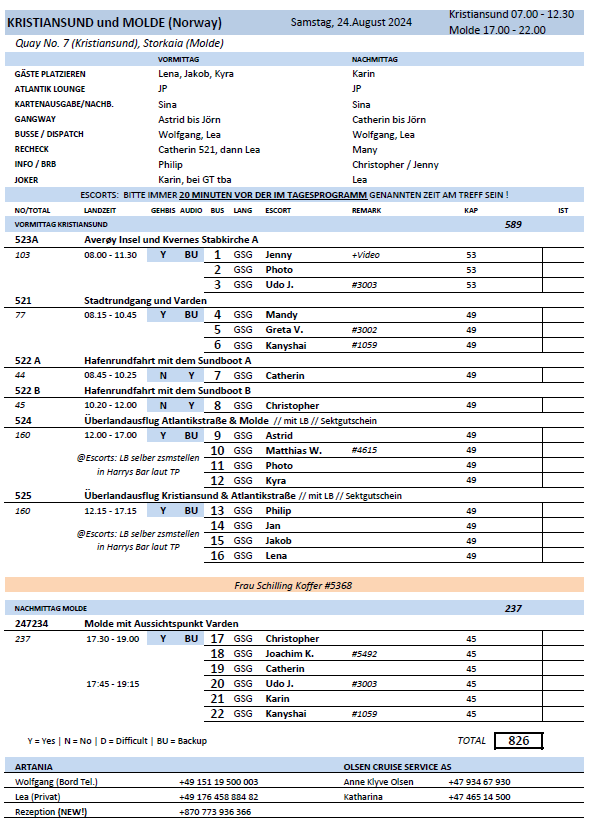 KRISTIANSUND und MOLDE (Norway) Samstag, 24.August 2024 Kristiansund 07.00 - 12.30
Molde 17.00 - 22.00
Quay No. 7 (Kristiansund), Storkaia (Molde)
VORMITTAG NACHMITTAG
GÄSTE PLATZIEREN Lena, Jakob, Kyra Karin
ATLANTIK LOUNGE JP JP
KARTENAUSGABE/NACHB. Sina Sina
GANGWAY Astrid bis Jörn Catherin bis Jörn
BUSSE / DISPATCH Wolfgang, Lea Wolfgang, Lea
RECHECK Catherin 521, dann Lea Many
INFO / BRB Philip Christopher / Jenny
JOKER Karin, bei GT tba Lea
ESCORTS: BITTE IMMER 20 MINUTEN VOR DER IM TAGESPROGRAMM GENANNTEN ZEIT AM TREFF SEIN !
NO/TOTAL LANDZEIT GEHBIS AUDIO BUS LANG ESCORT REMARK KAP IST
VORMITTAG KRISTIANSUND 589
523A Averøy Insel und Kvernes Stabkirche A
103 08.00 - 11.30 Y BU 1 GSG Jenny +Video 53
2 GSG Photo 53
3 GSG Udo J. #3003 53
521 Stadtrundgang und Varden
77 08.15 - 10.45 Y BU 4 GSG Mandy 49
5 GSG Greta V. #3002 49
6 GSG Kanyshai #1059 49
522 A Hafenrundfahrt mit dem Sundboot A
44 08.45 - 10.25 N Y 7 GSG Catherin 49
522 B Hafenrundfahrt mit dem Sundboot B
45 10.20 - 12.00 N Y 8 GSG Christopher 49
524 Überlandausflug Atlantikstraße & Molde // mit LB // Sektgutschein
160 12.00 - 17.00 Y BU 9 GSG Astrid 49
10 GSG Matthias W. #4615 49
@Escorts: LB selber zsmstellen
11 GSG Photo 49
in Harrys Bar laut TP
12 GSG Kyra 49
525 Überlandausflug Kristiansund & Atlantikstraße // mit LB // Sektgutschein
160 12.15 - 17.15 Y BU 13 GSG Philip 49
14 GSG Jan 49
@Escorts: LB selber zsmstellen
15 GSG Jakob 49
in Harrys Bar laut TP
16 GSG Lena 49
Frau Schilling Koffer #5368
NACHMITTAG MOLDE 237
247234 Molde mit Aussichtspunkt Varden
237 17.30 - 19.00 Y BU 17 GSG Christopher 45
18 GSG Joachim K. #5492 45
19 GSG Catherin 45
17:45 - 19:15 20 GSG Udo J. #3003 45
21 GSG Karin 45
22 GSG Kanyshai #1059 45
Y = Yes | N = No | D = Difficult | BU = Backup TOTAL 826
ARTANIA OLSEN CRUISE SERVICE AS
Wolfgang (Bord Tel.) +49 151 19 500 003 Anne Klyve Olsen +47 934 67 930
Lea (Privat) +49 176 458 884 82 Katharina +47 465 14 500
Rezeption (NEW!) +870 773 936 366